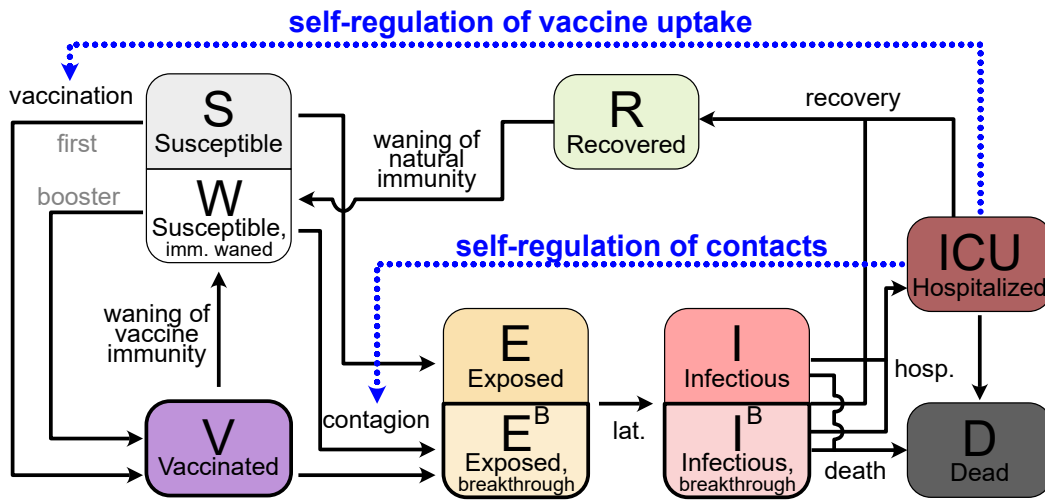 self-regulation of vaccine uptake
vaccination
first
booster
S
Susceptible
W
Susceptible,
imm. waned
waning of
natural
immunity
R
Recovered
recovery
self-regulation of contacts
ICU
Hospitalized
waning of
vaccine
immunity
V
Vaccinated
contagion
E
Exposed
E^B
Exposed,
breakthrough
lat.
I
Infectious
I^B
Infectious,
breakthrough
hosp.
death
D
Dead